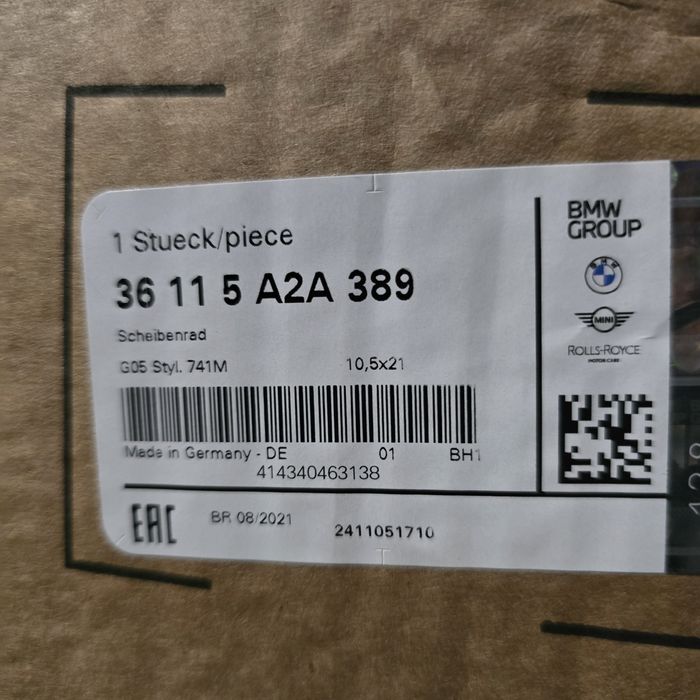 1 Stueck/piece
36 11 5 A2A 389
Scheibenrad
G05 Styl. 741M 10,5x21
Made in Germany - DE 01 BH1
414340463138
EAC BR 08/2021 2411051710
BMW
GROUP
BMW
MINI
ROLLS-ROYCE
MOTOR CARS